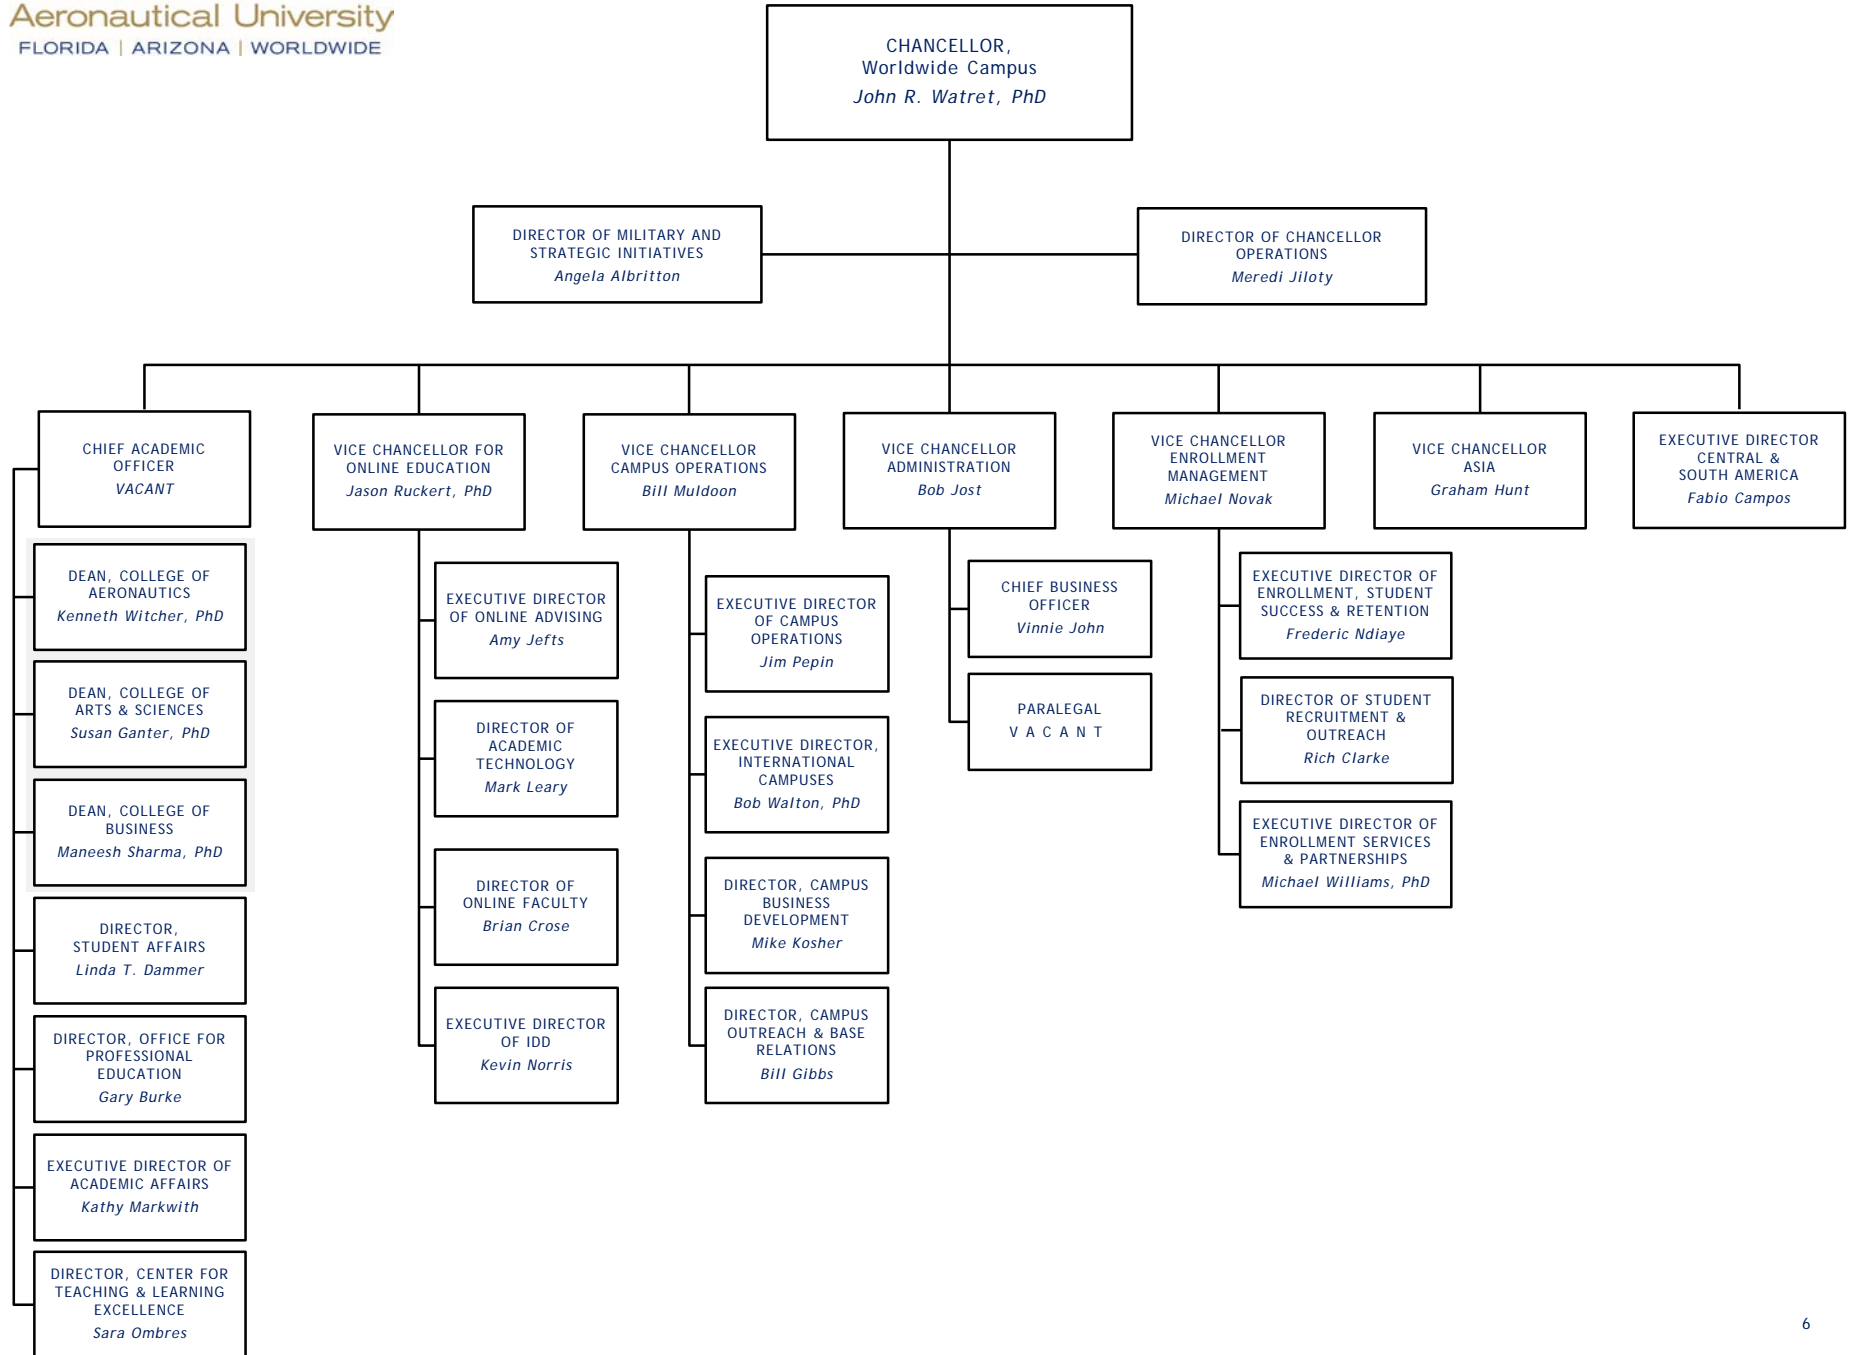 Aeronautical University
FLORIDA | ARIZONA | WORLDWIDE
CHANCELLOR,
Worldwide Campus
John R. Watret, PhD
DIRECTOR OF MILITARY AND
STRATEGIC INITIATIVES
Angela Albritton
DIRECTOR OF CHANCELLOR
OPERATIONS
Meredi Jiloty
CHIEF ACADEMIC
OFFICER
VACANT
DEAN, COLLEGE OF
AERONAUTICS
Kenneth Witcher, PhD
DEAN, COLLEGE OF
ARTS & SCIENCES
Susan Ganter, PhD
DEAN, COLLEGE OF
BUSINESS
Maneesh Sharma, PhD
DIRECTOR,
STUDENT AFFAIRS
Linda T. Dammer
DIRECTOR, OFFICE FOR
PROFESSIONAL
EDUCATION
Gary Burke
EXECUTIVE DIRECTOR OF
ACADEMIC AFFAIRS
Kathy Markwith
DIRECTOR, CENTER FOR
TEACHING & LEARNING
EXCELLENCE
Sara Ombres
VICE CHANCELLOR FOR
ONLINE EDUCATION
Jason Ruckert, PhD
EXECUTIVE DIRECTOR
OF ONLINE ADVISING
Amy Jefts
DIRECTOR OF
ACADEMIC
TECHNOLOGY
Mark Leary
DIRECTOR OF
ONLINE FACULTY
Brian Crose
EXECUTIVE DIRECTOR
OF IDD
Kevin Norris
VICE CHANCELLOR
CAMPUS OPERATIONS
Bill Muldoon
EXECUTIVE DIRECTOR
OF CAMPUS
OPERATIONS
Jim Pepin
EXECUTIVE DIRECTOR,
INTERNATIONAL
CAMPUSES
Bob Walton, PhD
DIRECTOR, CAMPUS
BUSINESS
DEVELOPMENT
Mike Kosher
DIRECTOR, CAMPUS
OUTREACH & BASE
RELATIONS
Bill Gibbs
VICE CHANCELLOR
ADMINISTRATION
Bob Jost
CHIEF BUSINESS
OFFICER
Vinnie John
PARALEGAL
V A C A N T
VICE CHANCELLOR
ENROLLMENT
MANAGEMENT
Michael Novak
EXECUTIVE DIRECTOR OF
ENROLLMENT, STUDENT
SUCCESS & RETENTION
Frederic Ndiaye
DIRECTOR OF STUDENT
RECRUITMENT &
OUTREACH
Rich Clarke
EXECUTIVE DIRECTOR OF
ENROLLMENT SERVICES
& PARTNERSHIPS
Michael Williams, PhD
VICE CHANCELLOR
ASIA
Graham Hunt
EXECUTIVE DIRECTOR
CENTRAL &
SOUTH AMERICA
Fabio Campos
6